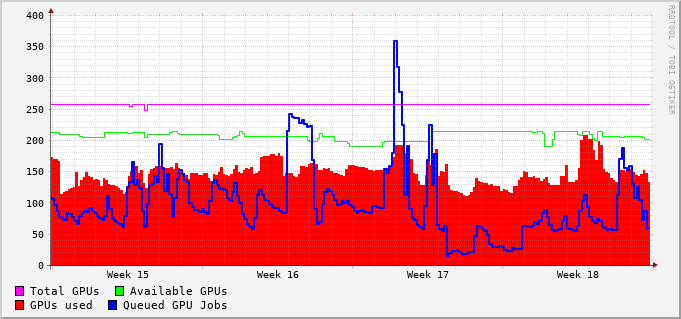 RRDTOOL / TOBI OETIKER
400
350
300
250
200
150
100
50
0
Week 15 Week 16 Week 17 Week 18
Total GPUs Available GPUs
GPUs used Queued GPU Jobs